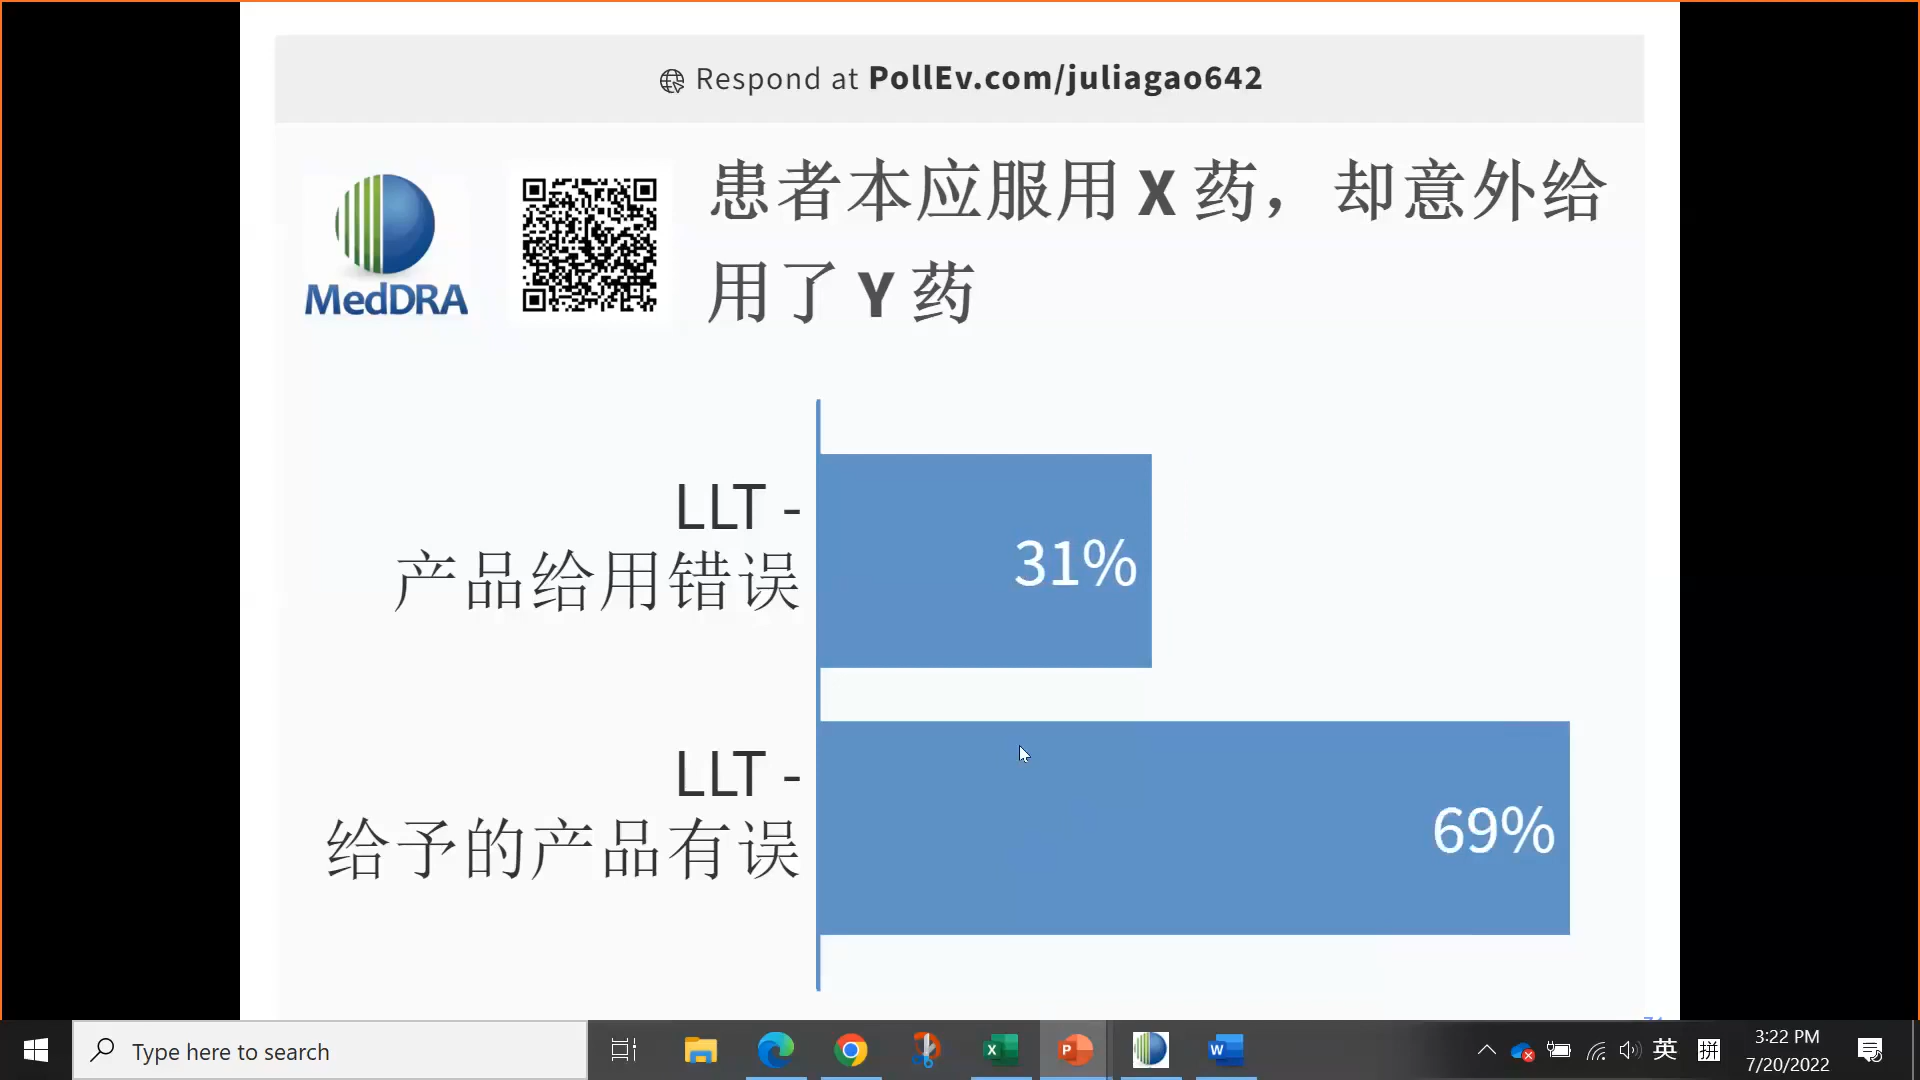 Respond at PollEv.com/juliagao642
MedDRA
患者本应服用 X 药，却意外给
用了 Y 药
LLT -
产品给用错误
31%
LLT -
给予的产品有误
69%
Type here to search
英
拼
3:22 PM
7/20/2022